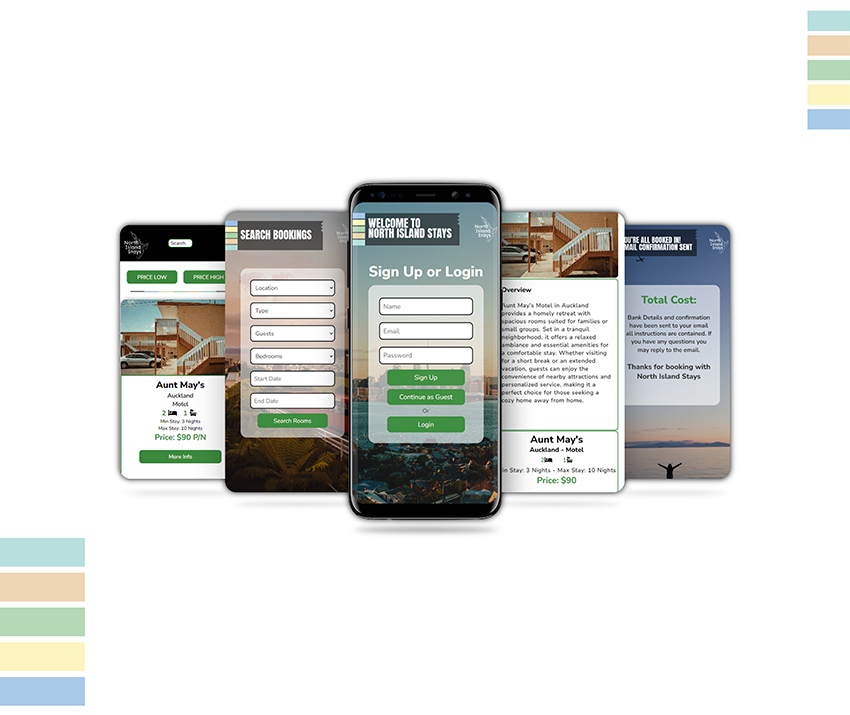 North
Island
Stays
Search
PRICE LOW
PRICE HIGH
Aunt May's
Auckland
Motel
2 1
Min Stay: 3 Nights
Max Stay: 10 Nights
Price: $90 P/N
More Info
SEARCH BOOKINGS
Location
Type
Guests
Bedrooms
Start Date
End Date
Search Rooms
WELCOME TO
NORTH ISLAND STAYS
North
Island
Stays
Sign Up or Login
Name
Email
Password
Sign Up
Continue as Guest
Or
Login
Overview
Aunt May's Motel in Auckland
provides a homely retreat with
spacious rooms suited for families or
small groups. Set in a tranquil
neighborhood, it offers a relaxed
ambiance and essential amenities for
a comfortable stay. Whether visiting
for a short break or an extended
vacation, guests can enjoy the
convenience of nearby attractions and
personalized service, making it a
perfect choice for those seeking a
cozy home away from home.
Aunt May's
Auckland - Motel
2 1
in Stay: 3 Nights - Max Stay: 10 Nights
Price: $90
OU'RE ALL BOOKED IN!
MAIL CONFIRMATION SENT
North
Island
Stays
Total Cost:
Bank Details and confirmation
have been sent to your email
all instructions are contained. If
you have any questions you
may reply to the email.
Thanks for booking with
North Island Stays